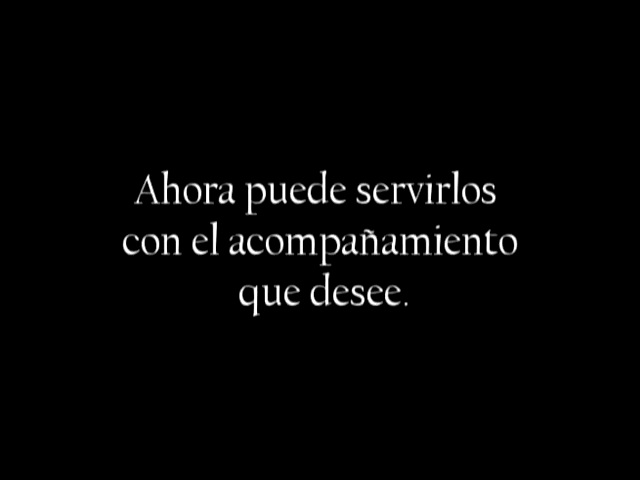 Ahora puede servirlos
con el acompañamiento
que desee.